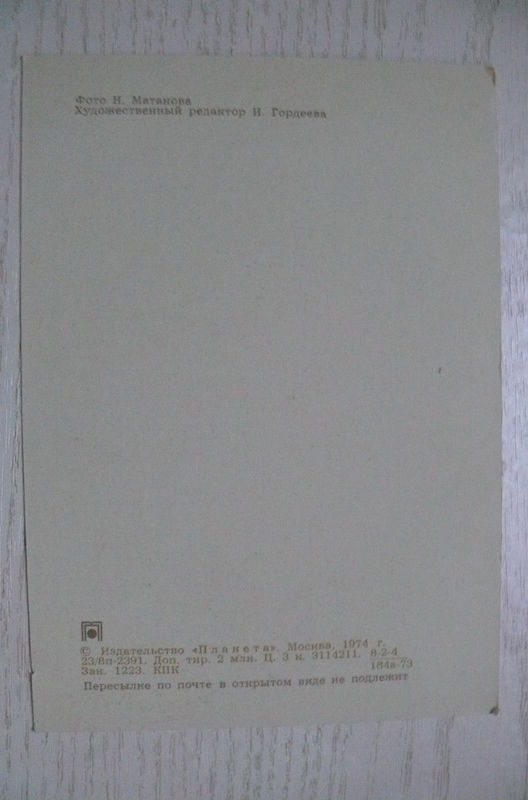 Фото Н. Матанова
Художественный редактор И. Гордеева
© Издательство «Планета». Москва, 1974 г.
23/8п-2391. Доп. тир. 2 млн. Ц. 3 к. 3114211. 8-2-4
Зак. 1223. КПК 184а-73
Пересылке по почте в открытом виде не подлежит